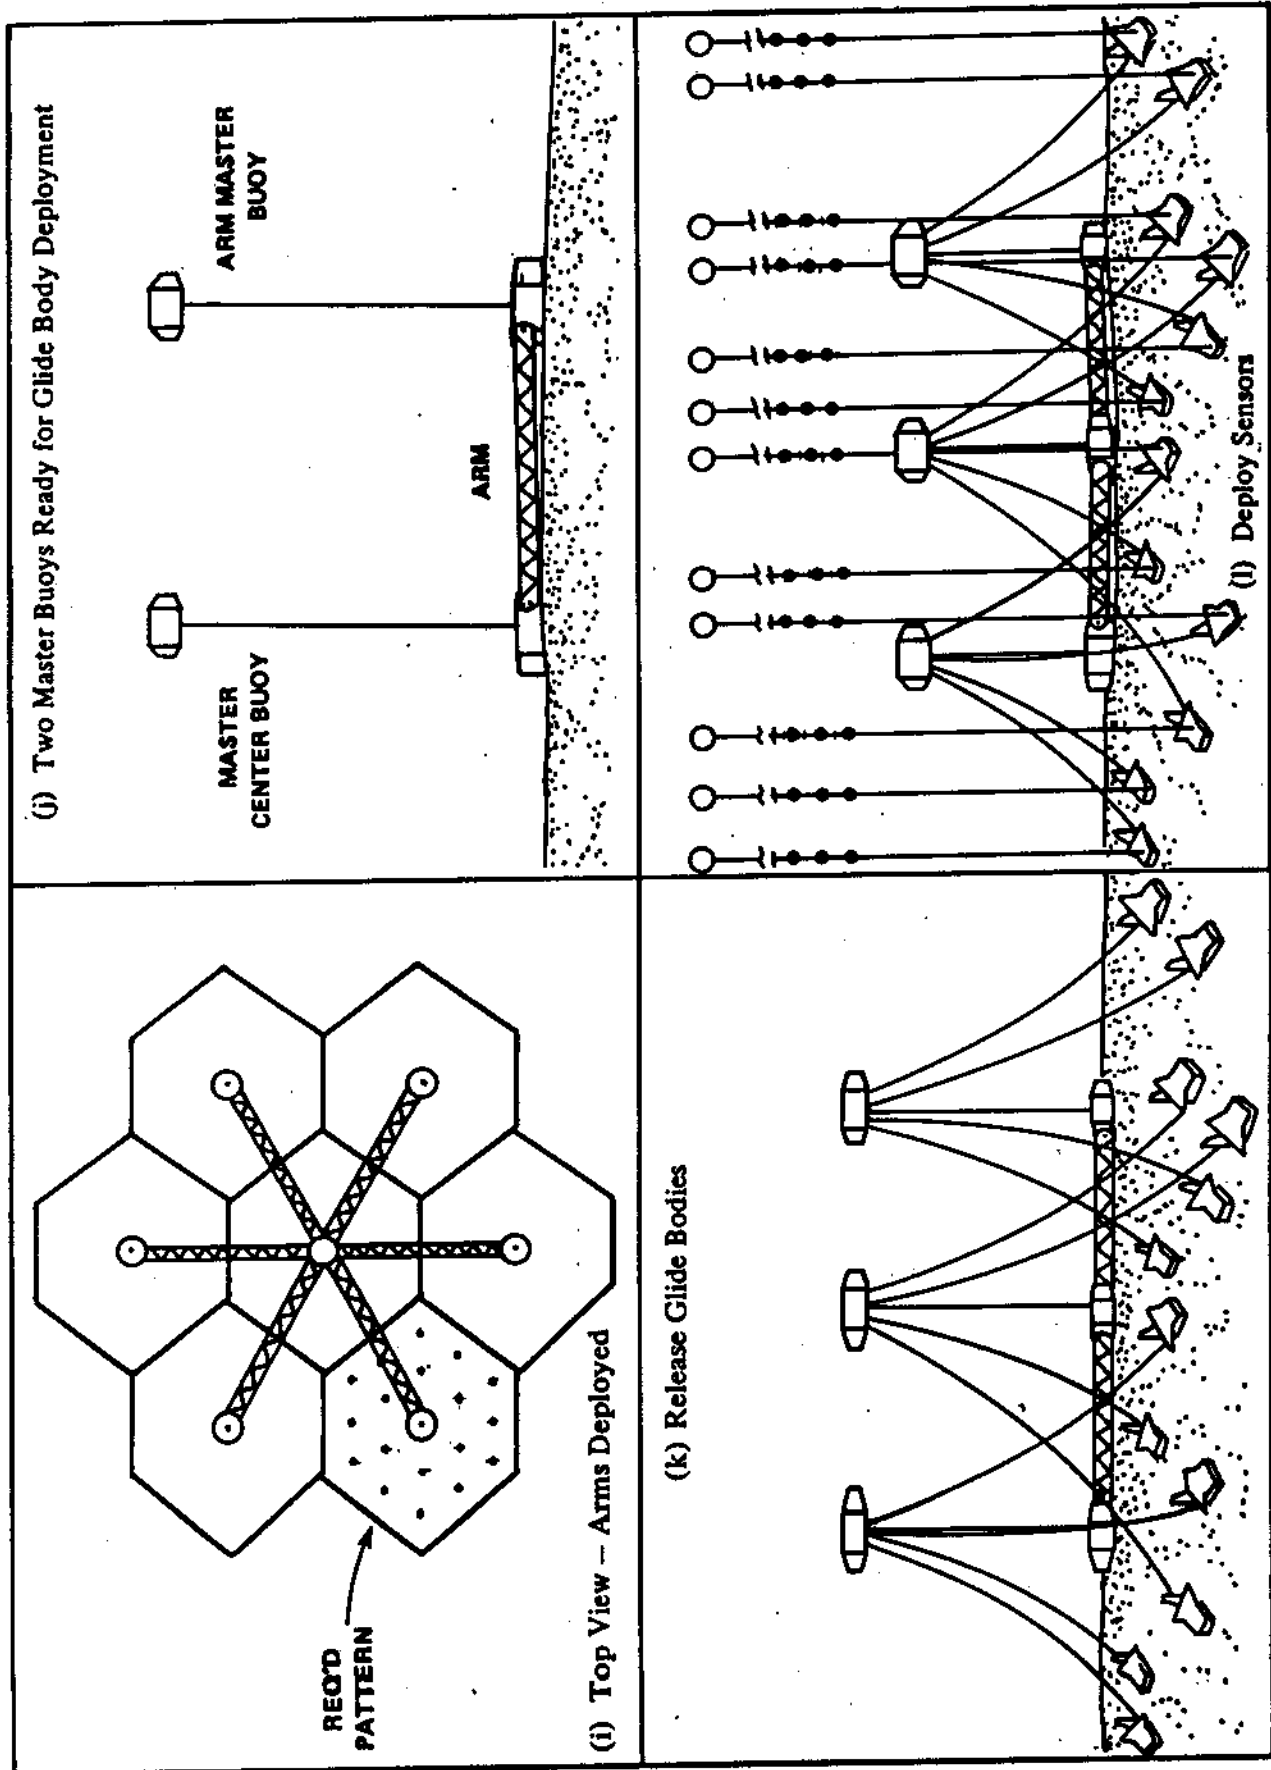 REQ'D
PATTERN
(i) Top View — Arms Deployed
(j) Two Master Buoys Ready for Glide Body Deployment
MASTER
CENTER BUOY
ARM
ARM MASTER
BUOY
(k) Release Glide Bodies
(l) Deploy Sensors